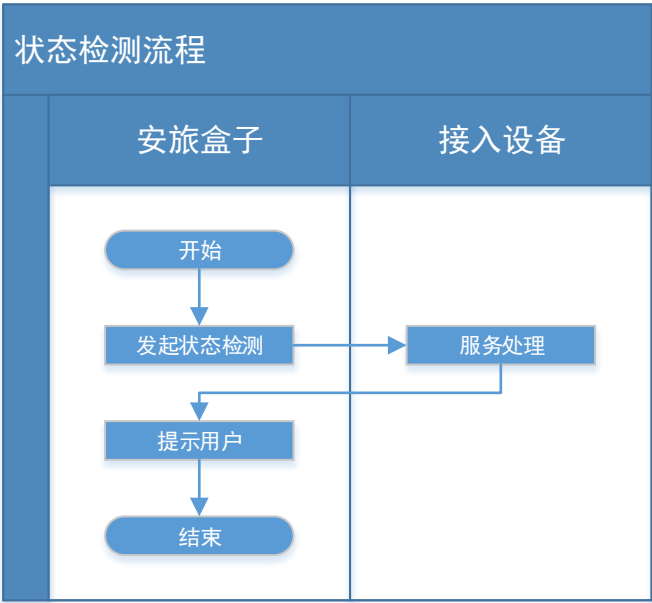 状态检测流程
安旅盒子
接入设备
开始
发起状态检测
服务处理
提示用户
结束